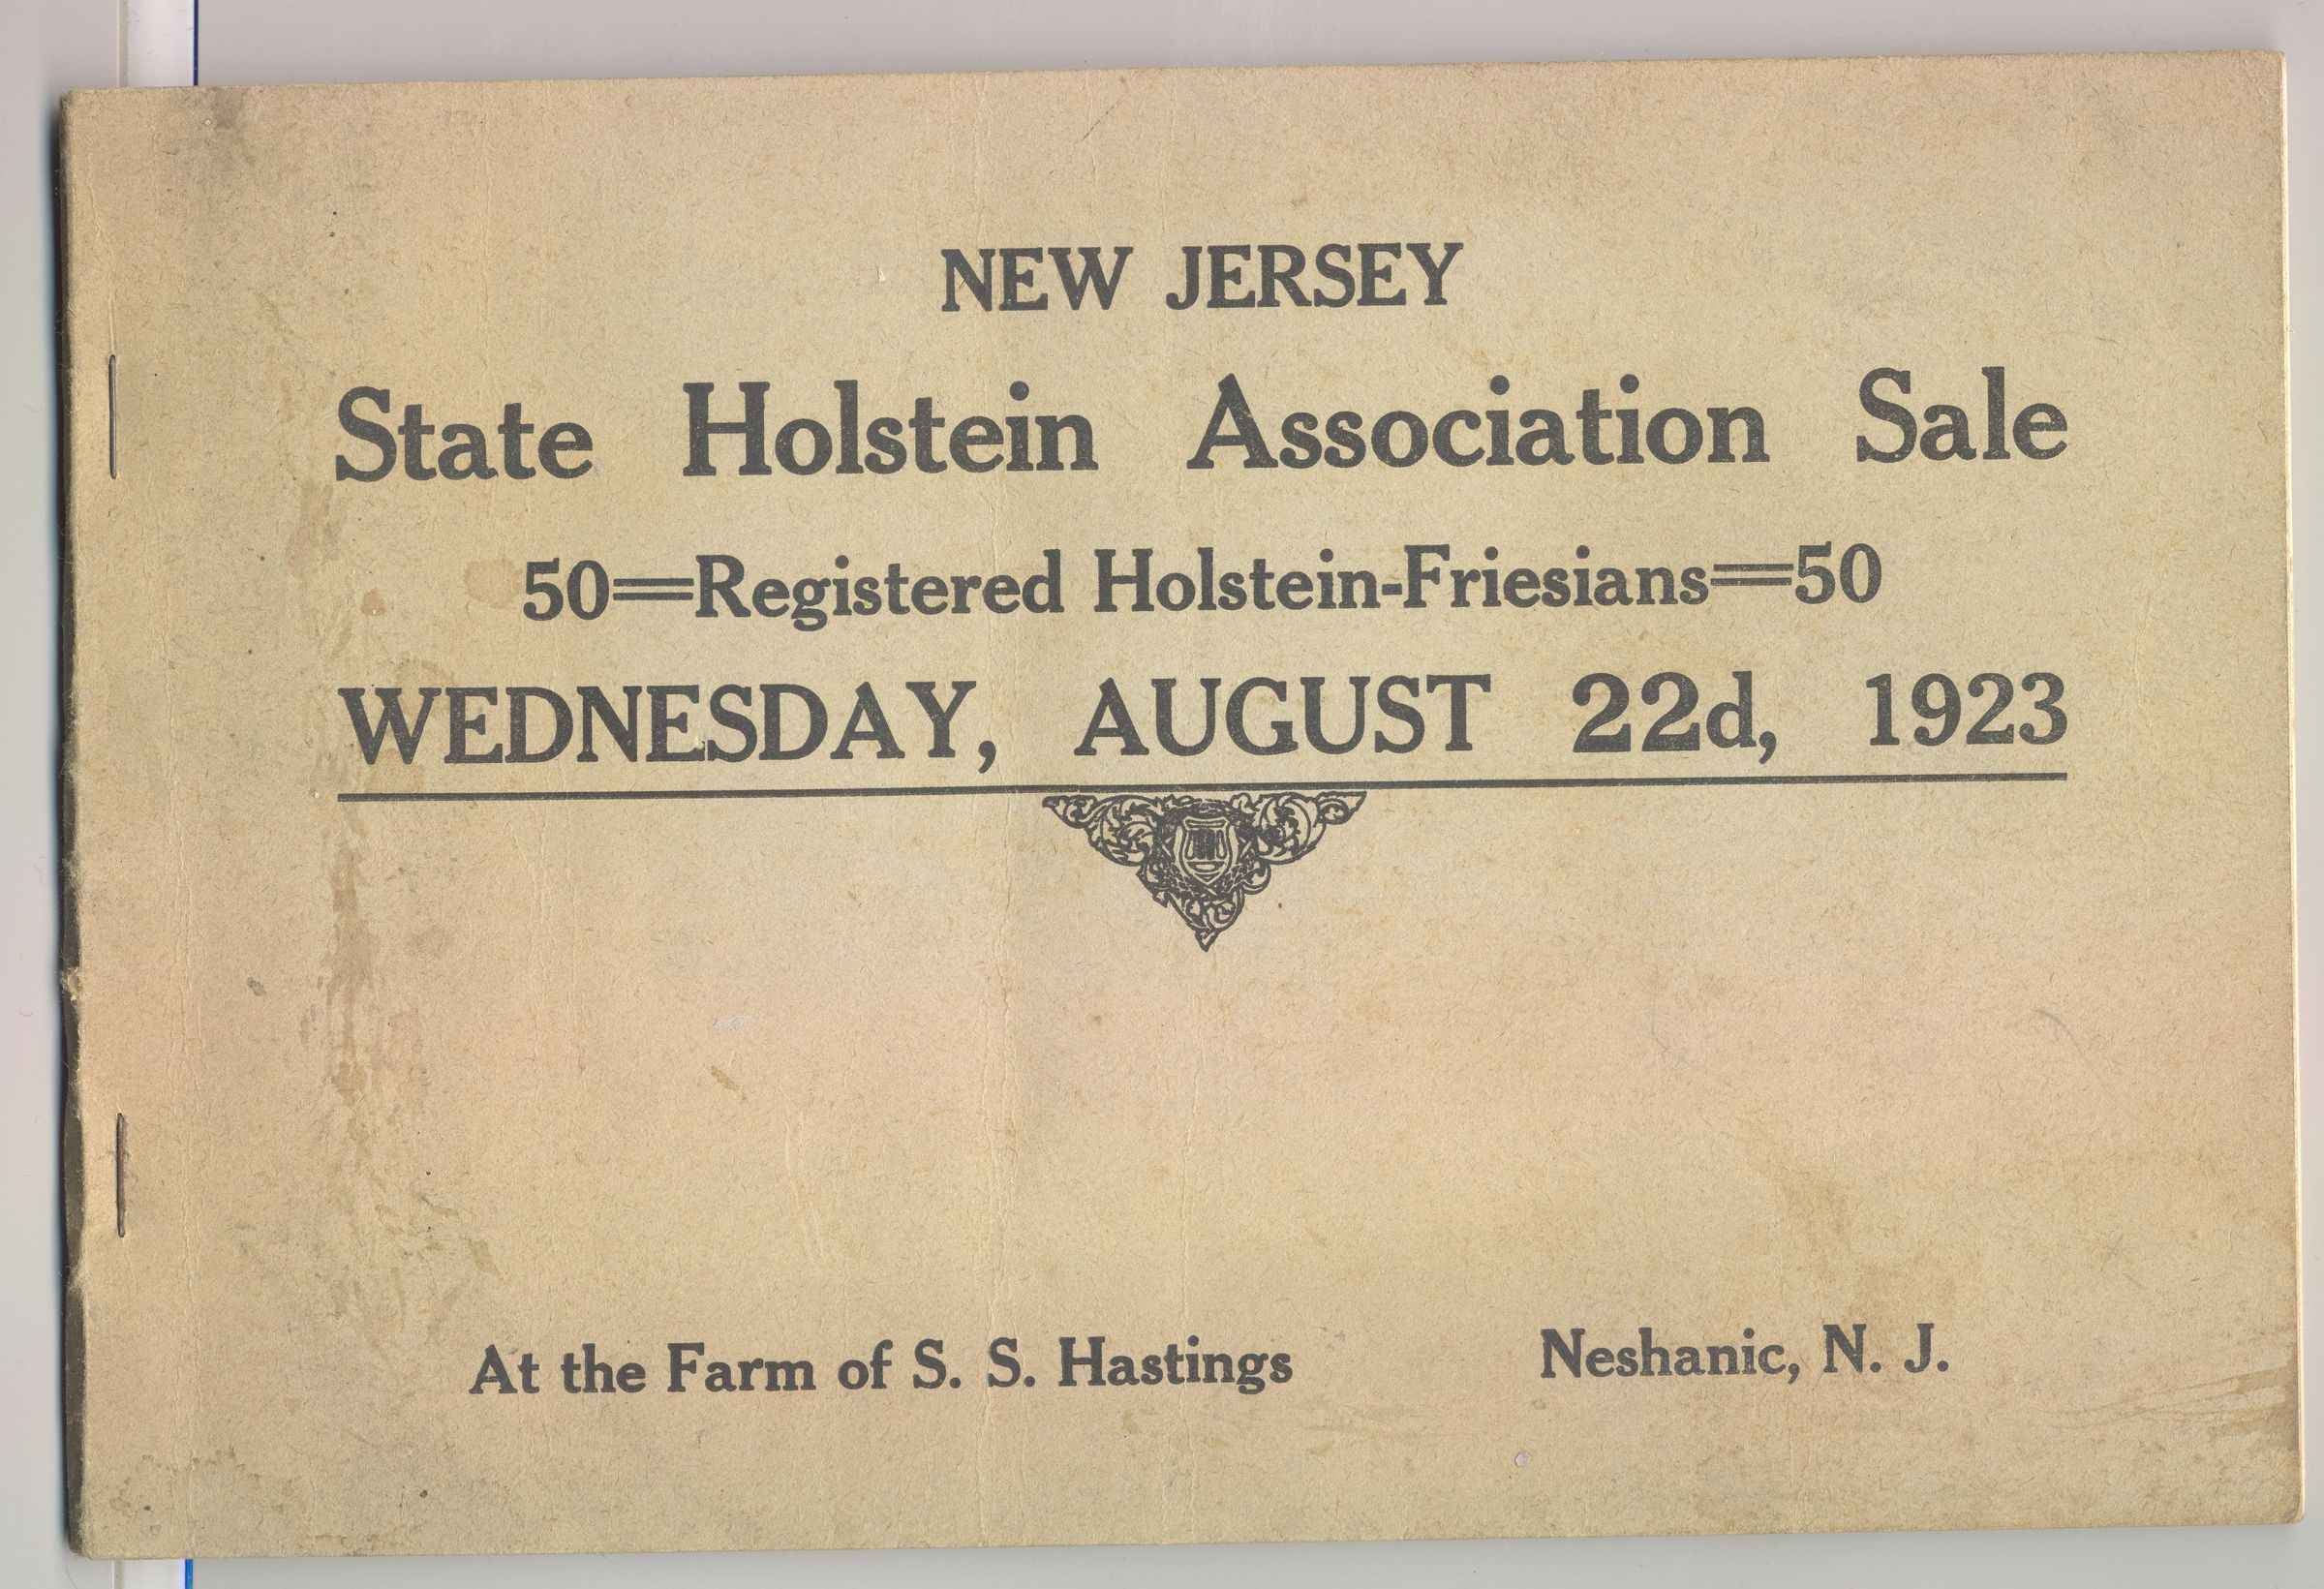 NEW JERSEY
State Holstein Association Sale
50=Registered Holstein-Friesians=50
WEDNESDAY, AUGUST 22d, 1923
At the Farm of S. S. Hastings Neshanic, N. J.